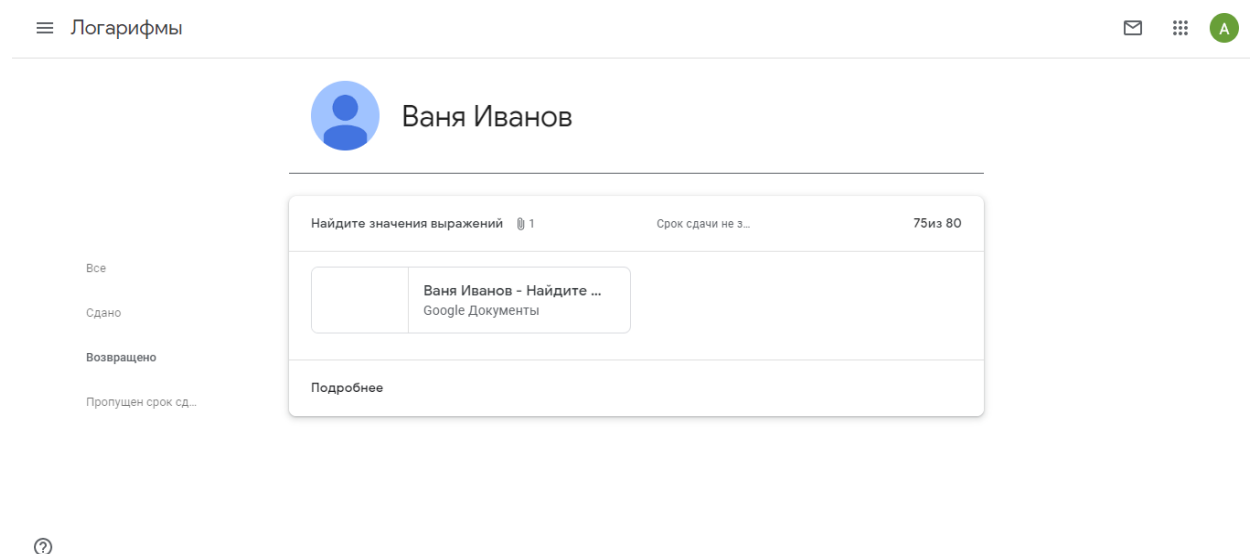 Логарифмы
A
Ваня Иванов
Найдите значения выражений 1 Срок сдачи не з... 75из 80
Все
Ваня Иванов - Найдите ...
Google Документы
Сдано
Возвращено
Подробнее
Пропущен срок сд...